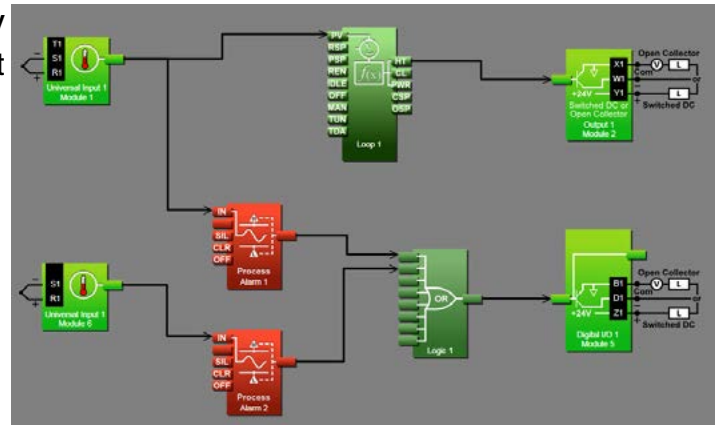 y
t
T1
S1
R1
Universal Input 1
Module 1
PV
RSP
PSP
REN
IDLE
OFF
MAN
TUN
TDA
f(x)
HT
CL
PWR
CSP
OSP
Loop 1
+24V
X1
W1
Y1
Switched DC or
Open Collector
Output 1
Module 2
Open Collector
V
L
Com
or
L
Switched DC
IN
SIL
CLR
OFF
Process
Alarm 1
S1
R1
Universal Input 1
Module 6
IN
SIL
CLR
OFF
Process
Alarm 2
OR
Logic 1
+24V
B1
D1
Z1
Digital I/O 1
Module 5
Open Collector
V
L
Com
or
L
Switched DC